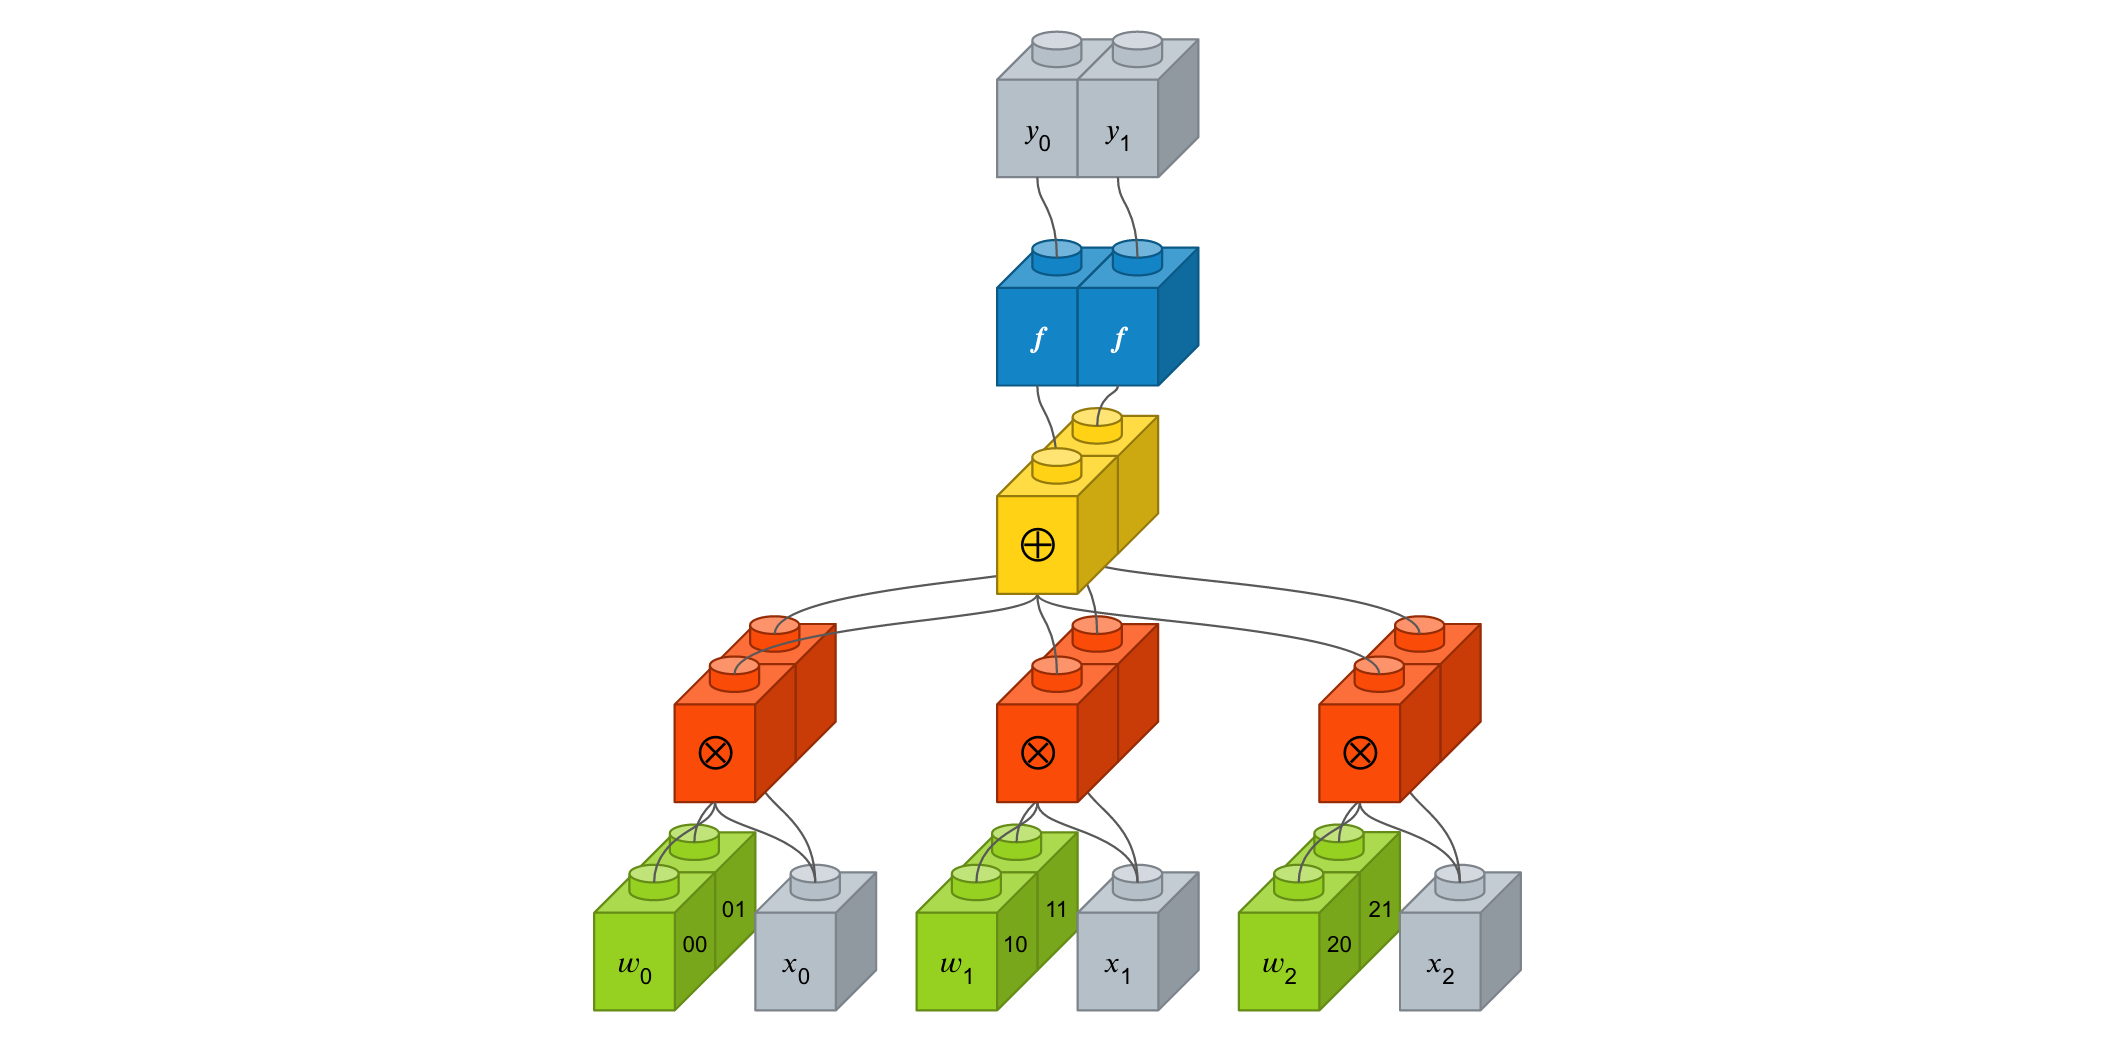 y0 y1
f f
⊕
⊗ ⊗ ⊗
w0 00 01 x0 w1 10 11 x1 w2 20 21 x2